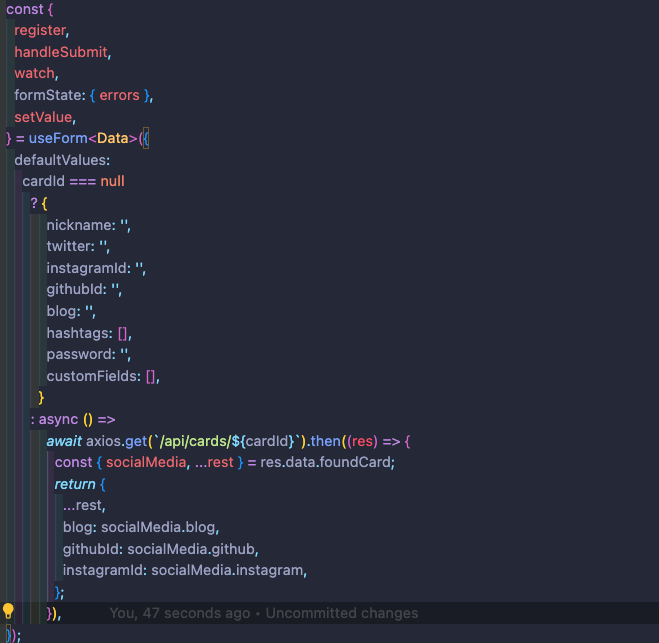 const {
register,
handleSubmit,
watch,
formState: { errors },
setValue,
} = useForm<Data>({
defaultValues:
cardId === null
? {
nickname: '',
twitter: '',
instagramId: '',
githubId: '',
blog: '',
hashtags: [],
password: '',
customFields: [],
}
: async () =>
await axios.get(`/api/cards/${cardId}`).then((res) => {
const { socialMedia, ...rest } = res.data.foundCard;
return {
...rest,
blog: socialMedia.blog,
githubId: socialMedia.github,
instagramId: socialMedia.instagram,
};
}), You, 47 seconds ago • Uncommitted changes
});